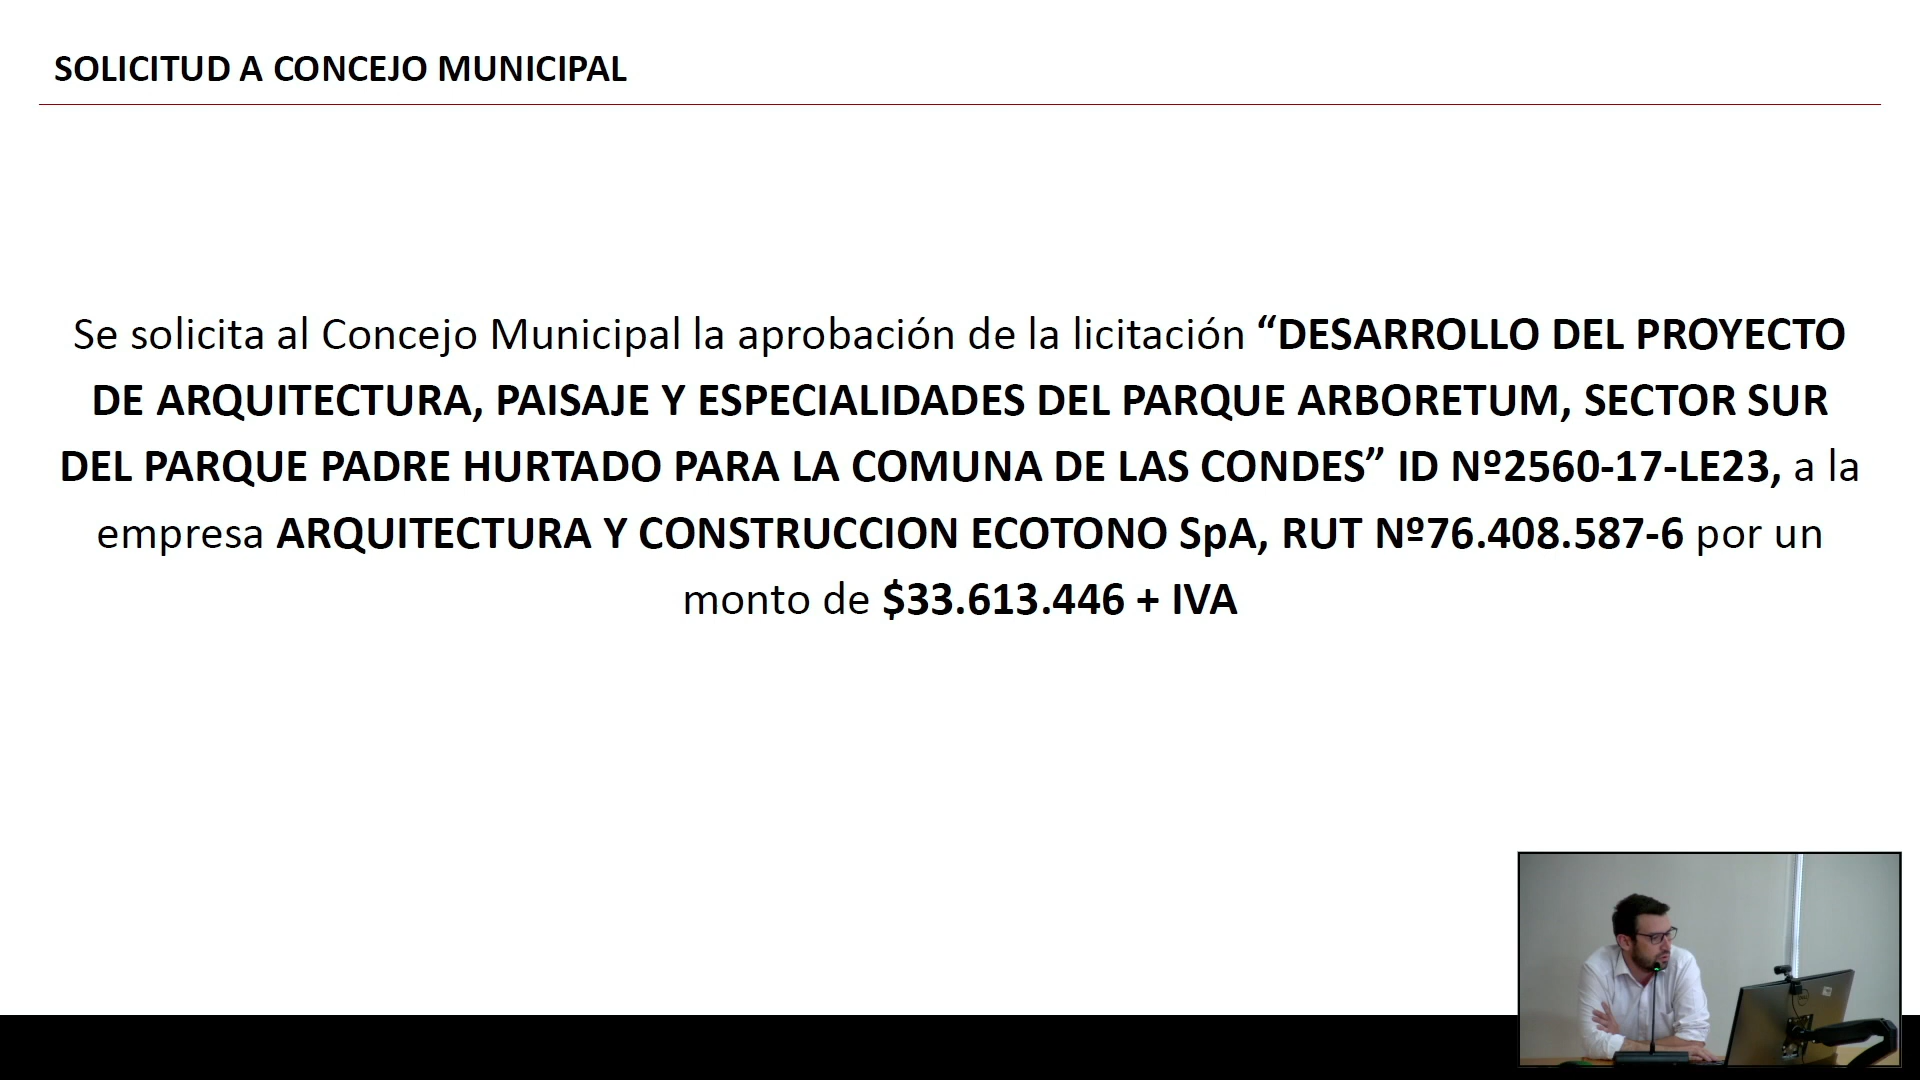 SOLICITUD A CONCEJO MUNICIPAL
Se solicita al Concejo Municipal la aprobación de la licitación “DESARROLLO DEL PROYECTO
DE ARQUITECTURA, PAISAJE Y ESPECIALIDADES DEL PARQUE ARBORETUM, SECTOR SUR
DEL PARQUE PADRE HURTADO PARA LA COMUNA DE LAS CONDES” ID Nº2560-17-LE23, a la
empresa ARQUITECTURA Y CONSTRUCCION ECOTONO SpA, RUT Nº76.408.587-6 por un
monto de $33.613.446 + IVA